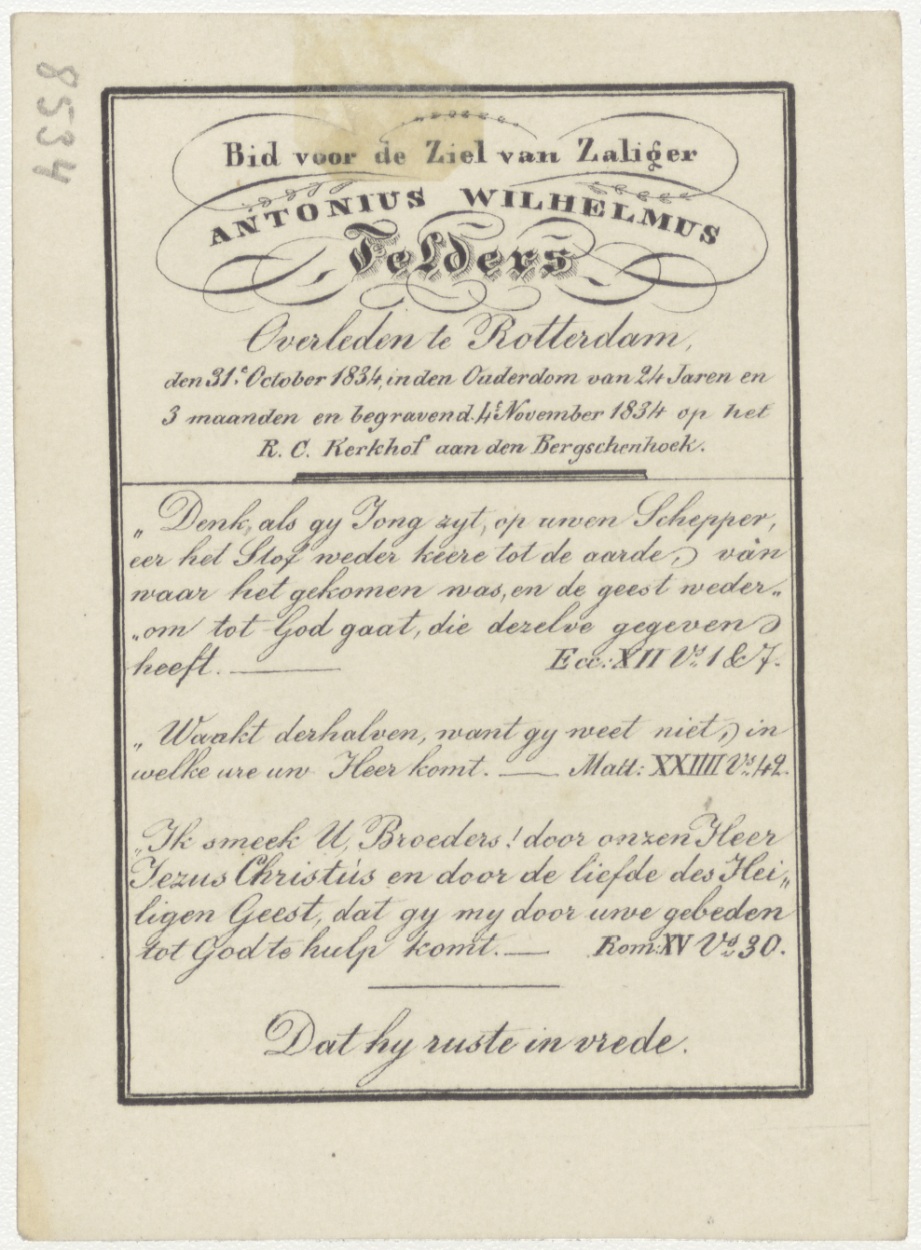 8534
Bid voor de Ziel van Zaliger
ANTONIUS WILHELMUS
Felders
Overleden te Rotterdam,
den 31e. October 1834, in den Ouderdom van 24 Jaren en
3 maanden en begraven d. 4e. November 1834 op het
R. C. Kerkhof aan den Bergschenhoek.
„Denk, als gy Jong zyt, op uwen Schepper,
eer het Stof weder keere tot de aarde, van
waar het gekomen was, en de geest weder„
„om tot God gaat, die dezelve gegeven
heeft. — Ecc: XII Vs. 1 & 7.
„Waakt derhalven, want gy weet niet, in
welke ure uw Heer komt. — Matt: XXIIII Vs. 42.
„Ik smeek U, Broeders! door onzen Heer
Jezus Christus en door de liefde des Hei„
ligen Geest, dat gy my door uwe gebeden
tot God te hulp komt. — Rom: XV Vs. 30.
Dat hy ruste in vrede.